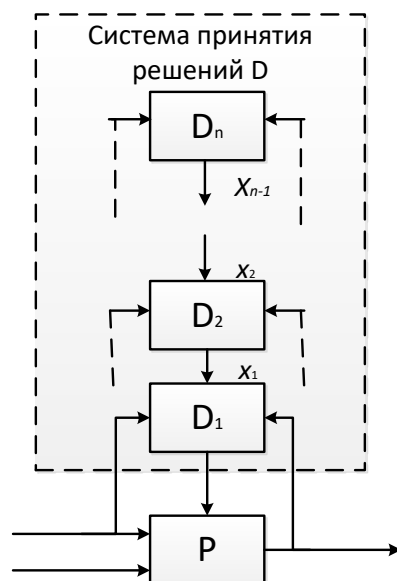 Система принятия
решений D
Dn
Xn-1
x2
D2
x1
D1
P